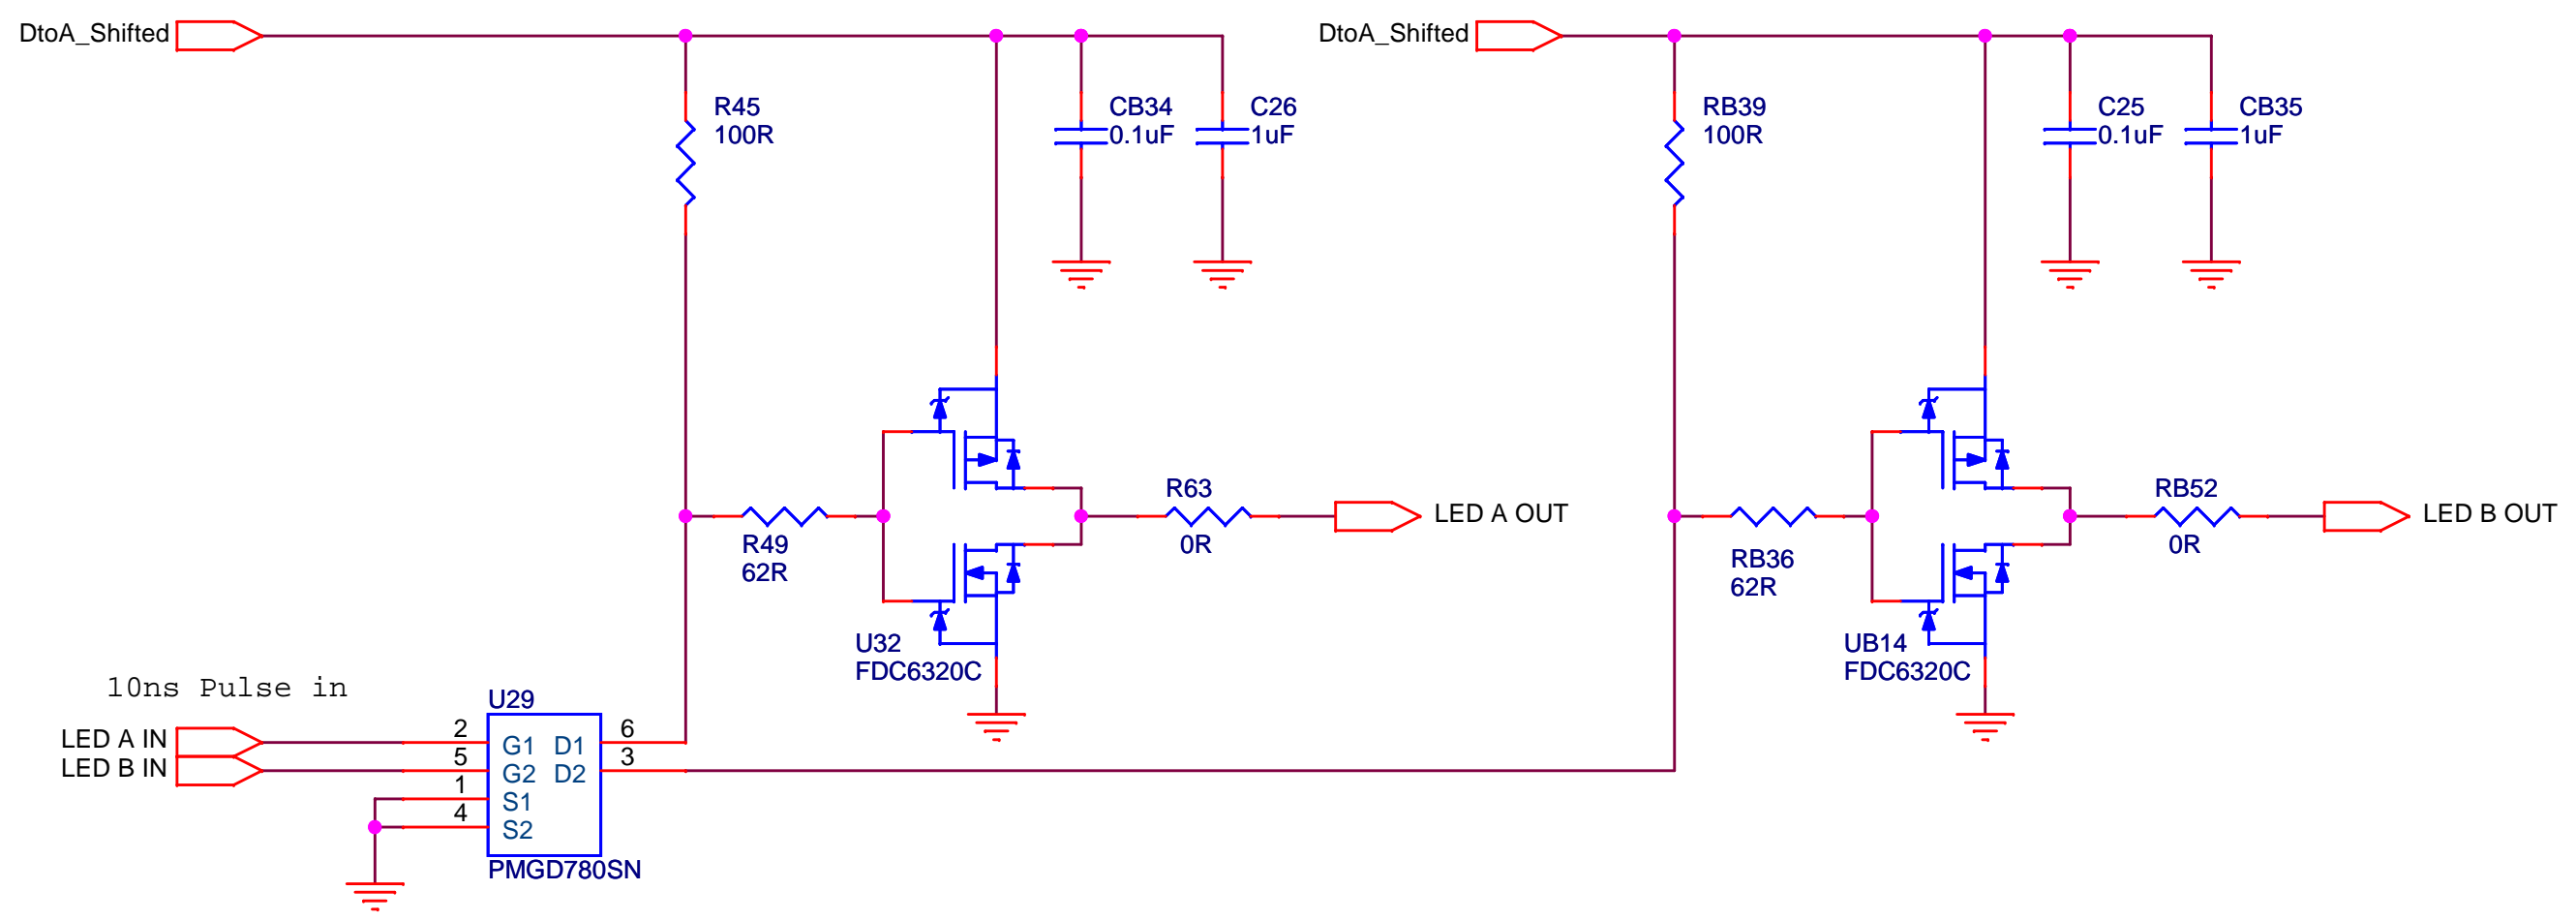 DtoA_Shifted
DtoA_Shifted
R45
100R
CB34
0.1uF
C26
1uF
RB39
100R
C25
0.1uF
CB35
1uF
R49
62R
R63
0R
LED A OUT
RB36
62R
RB52
0R
LED B OUT
U32
FDC6320C
UB14
FDC6320C
10ns Pulse in
LED A IN
LED B IN
U29
2
5
1
4
G1 D1
G2 D2
S1
S2
6
3
PMGD780SN